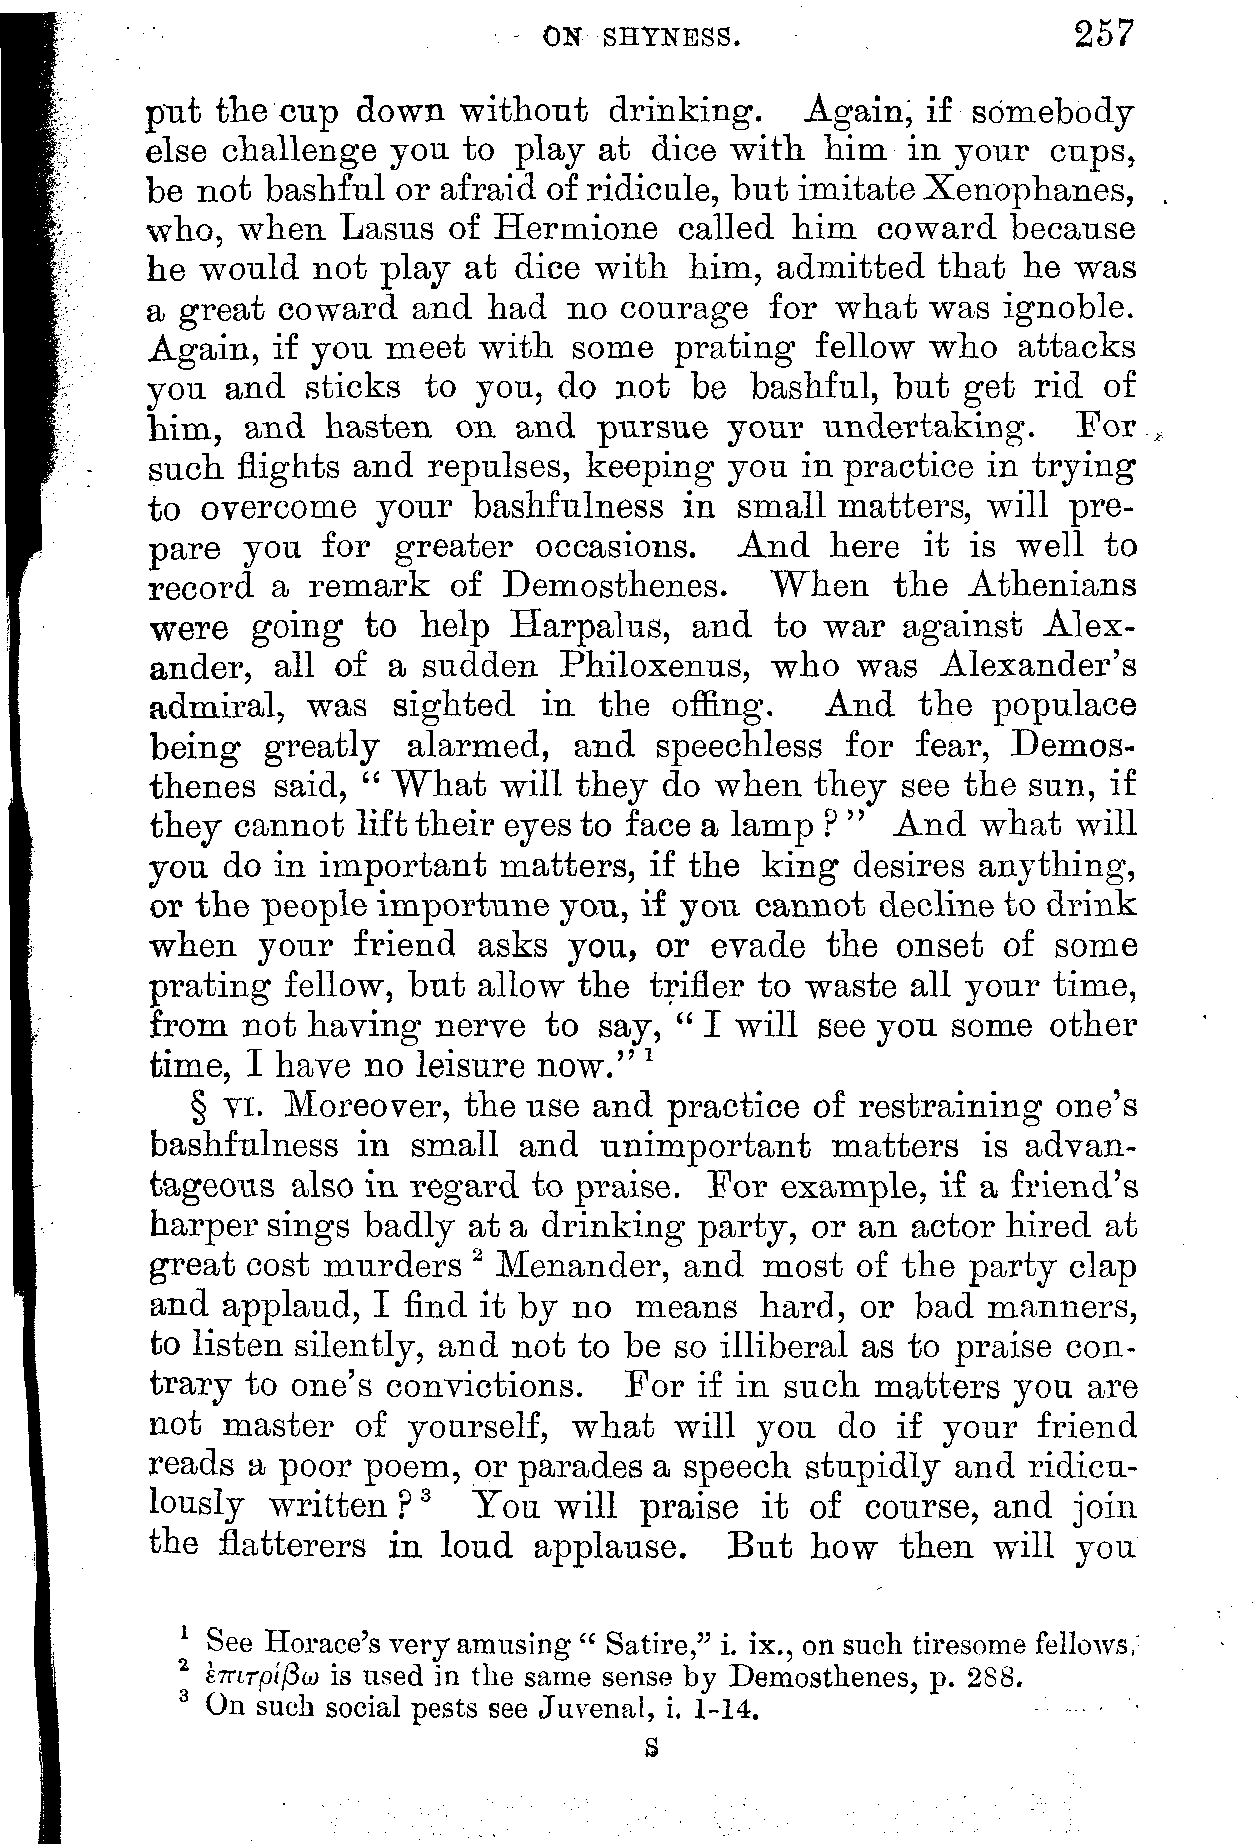 ON SHYNESS. 257
put the cup down without drinking. Again, if somebody
else challenge you to play at dice with him in your cups,
be not bashful or afraid of ridicule, but imitate Xenophanes,
who, when Lasus of Hermione called him coward because
he would not play at dice with him, admitted that he was
a great coward and had no courage for what was ignoble.
Again, if you meet with some prating fellow who attacks
you and sticks to you, do not be bashful, but get rid of
him, and hasten on and pursue your undertaking. For
such flights and repulses, keeping you in practice in trying
to overcome your bashfulness in small matters, will pre-
pare you for greater occasions. And here it is well to
record a remark of Demosthenes. When the Athenians
were going to help Harpalus, and to war against Alex-
ander, all of a sudden Philoxenus, who was Alexander's
admiral, was sighted in the offing. And the populace
being greatly alarmed, and speechless for fear, Demos-
thenes said, “ What will they do when they see the sun, if
they cannot lift their eyes to face a lamp ? ” And what will
you do in important matters, if the king desires anything,
or the people importune you, if you cannot decline to drink
when your friend asks you, or evade the onset of some
prating fellow, but allow the trifler to waste all your time,
from not having nerve to say, “ I will see you some other
time, I have no leisure now.” ¹
§ VI. Moreover, the use and practice of restraining one's
bashfulness in small and unimportant matters is advan-
tageous also in regard to praise. For example, if a friend's
harper sings badly at a drinking party, or an actor hired at
great cost murders ² Menander, and most of the party clap
and applaud, I find it by no means hard, or bad manners,
to listen silently, and not to be so illiberal as to praise con-
trary to one's convictions. For if in such matters you are
not master of yourself, what will you do if your friend
reads a poor poem, or parades a speech stupidly and ridicu-
lously written ? ³ You will praise it of course, and join
the flatterers in loud applause. But how then will you
¹ See Horace's very amusing “ Satire,” i. ix., on such tiresome fellows.
² ἐπιτρίβω is used in the same sense by Demosthenes, p. 288.
³ On such social pests see Juvenal, i. 1-14.
S